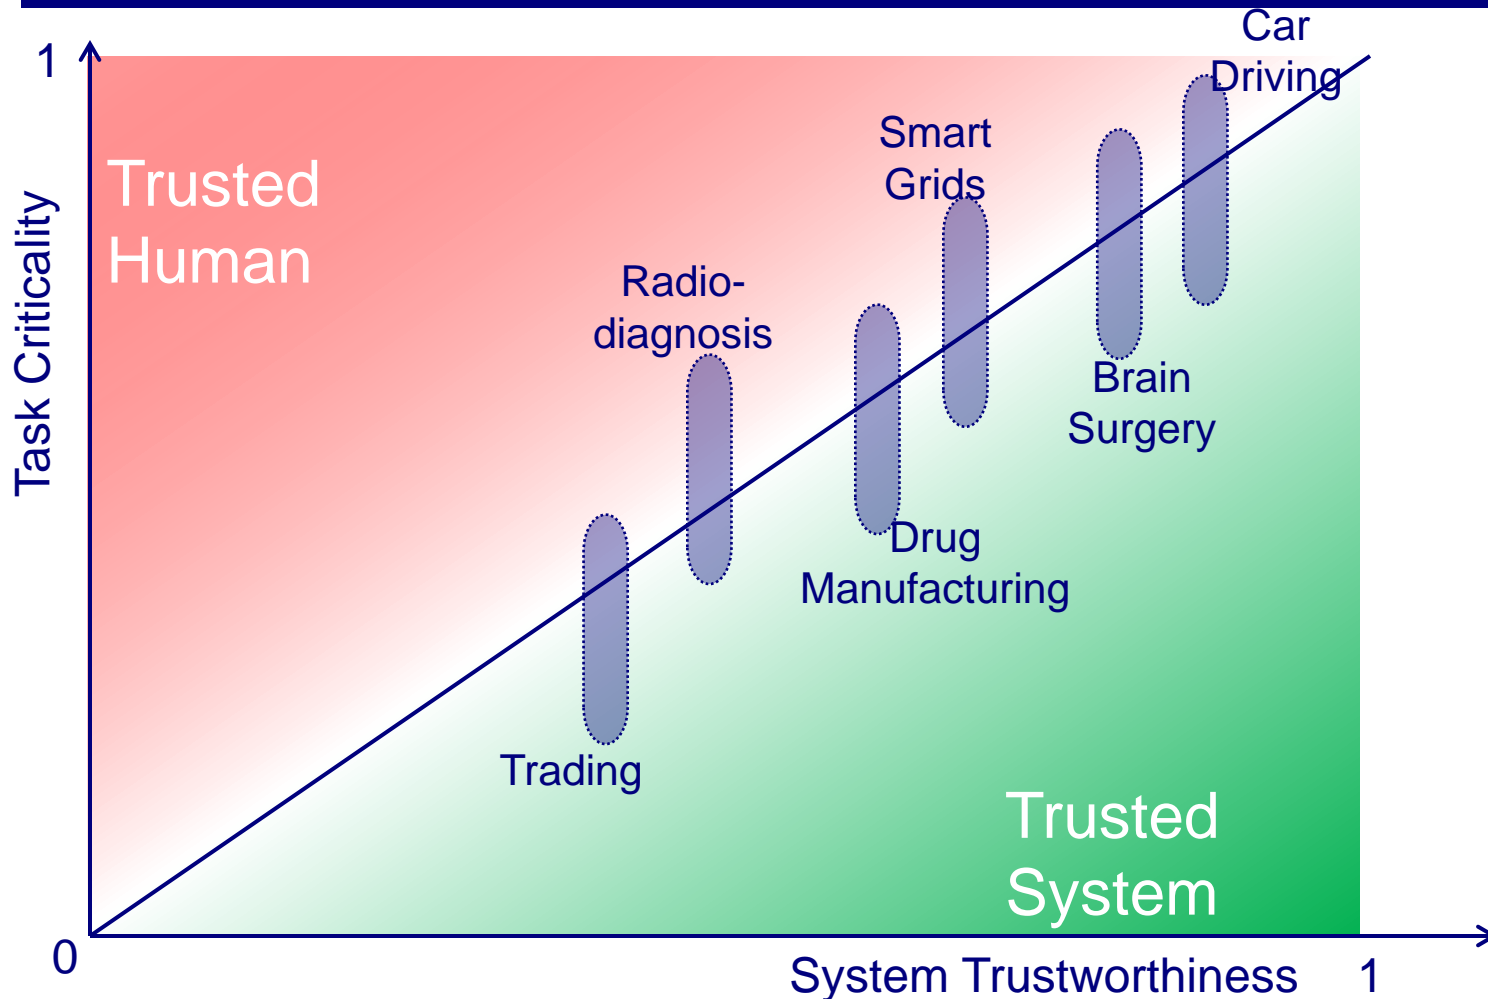 Car
Driving
1
Smart
Grids
Trusted
Human
Task Criticality
Radio-
diagnosis
Brain
Surgery
Drug
Manufacturing
Trading
Trusted
System
0
System Trustworthiness
1